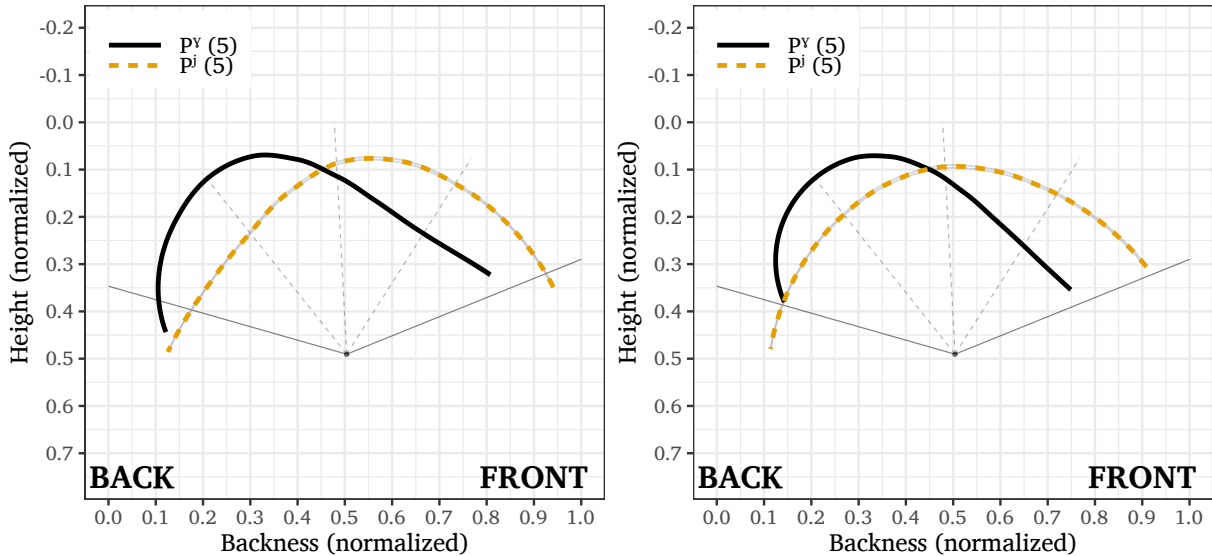 -0.2
-0.1
0.0
0.1
0.2
0.3
0.4
0.5
0.6
0.7
Height (normalized)
Pˠ (5)
Pʲ (5)
BACK FRONT
0.0 0.1 0.2 0.3 0.4 0.5 0.6 0.7 0.8 0.9 1.0
Backness (normalized)
-0.2
-0.1
0.0
0.1
0.2
0.3
0.4
0.5
0.6
0.7
Height (normalized)
Pˠ (5)
Pʲ (5)
BACK FRONT
0.0 0.1 0.2 0.3 0.4 0.5 0.6 0.7 0.8 0.9 1.0
Backness (normalized)